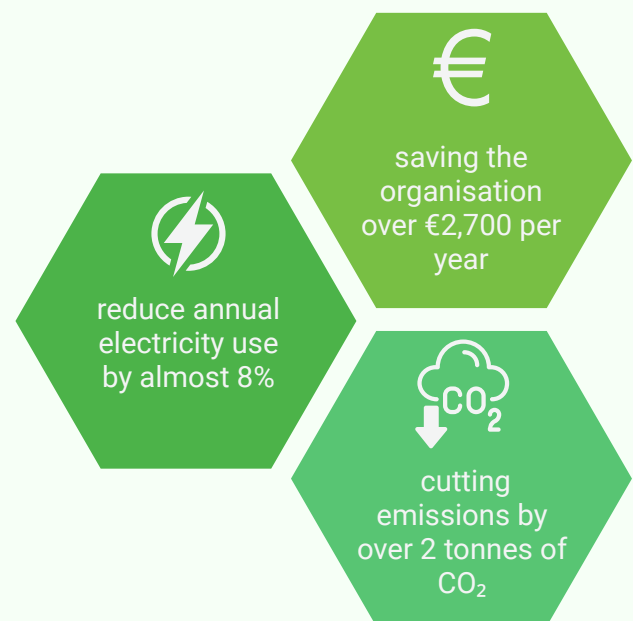 reduce annual
electricity use
by almost 8%
€
saving the
organisation
over €2,700 per
year
CO₂
cutting
emissions by
over 2 tonnes of
CO₂